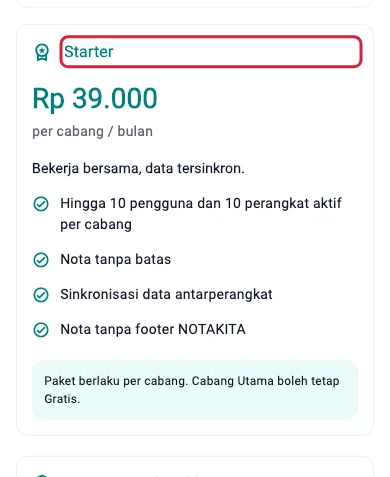 Starter
Rp 39.000
per cabang / bulan
Bekerja bersama, data tersinkron.
Hingga 10 pengguna dan 10 perangkat aktif
per cabang
Nota tanpa batas
Sinkronisasi data antarperangkat
Nota tanpa footer NOTAKITA
Paket berlaku per cabang. Cabang Utama boleh tetap
Gratis.